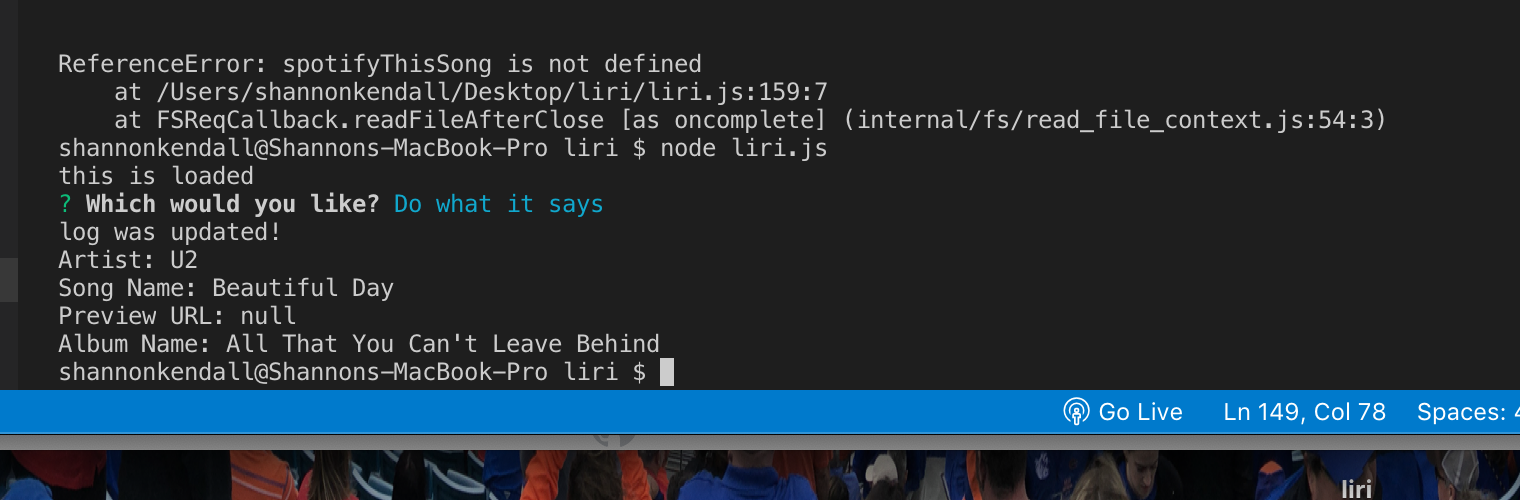 ReferenceError: spotifyThisSong is not defined
    at /Users/shannonkendall/Desktop/liri/liri.js:159:7
    at FSReqCallback.readFileAfterClose [as oncomplete] (internal/fs/read_file_context.js:54:3)
shannonkendall@Shannons-MacBook-Pro liri $ node liri.js
this is loaded
? Which would you like? Do what it says
log was updated!
Artist: U2
Song Name: Beautiful Day
Preview URL: null
Album Name: All That You Can't Leave Behind
shannonkendall@Shannons-MacBook-Pro liri $
Go Live Ln 149, Col 78 Spaces: 4
liri